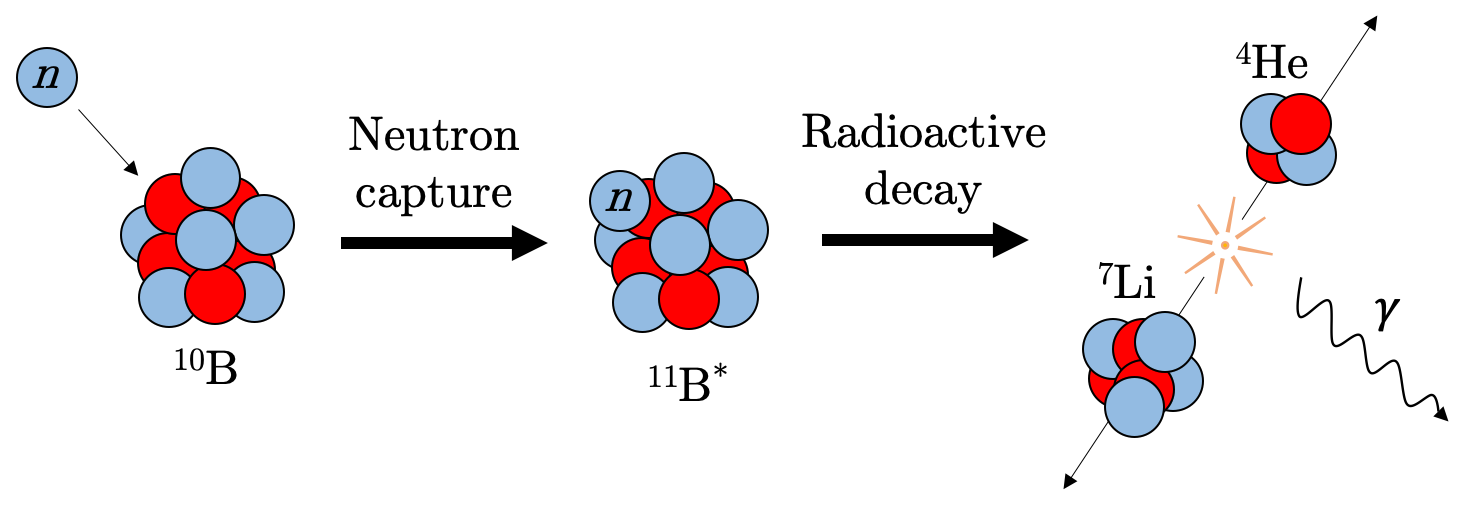 n
¹⁰B
Neutron
capture
n
¹¹B*
Radioactive
decay
⁴He
⁷Li
γ